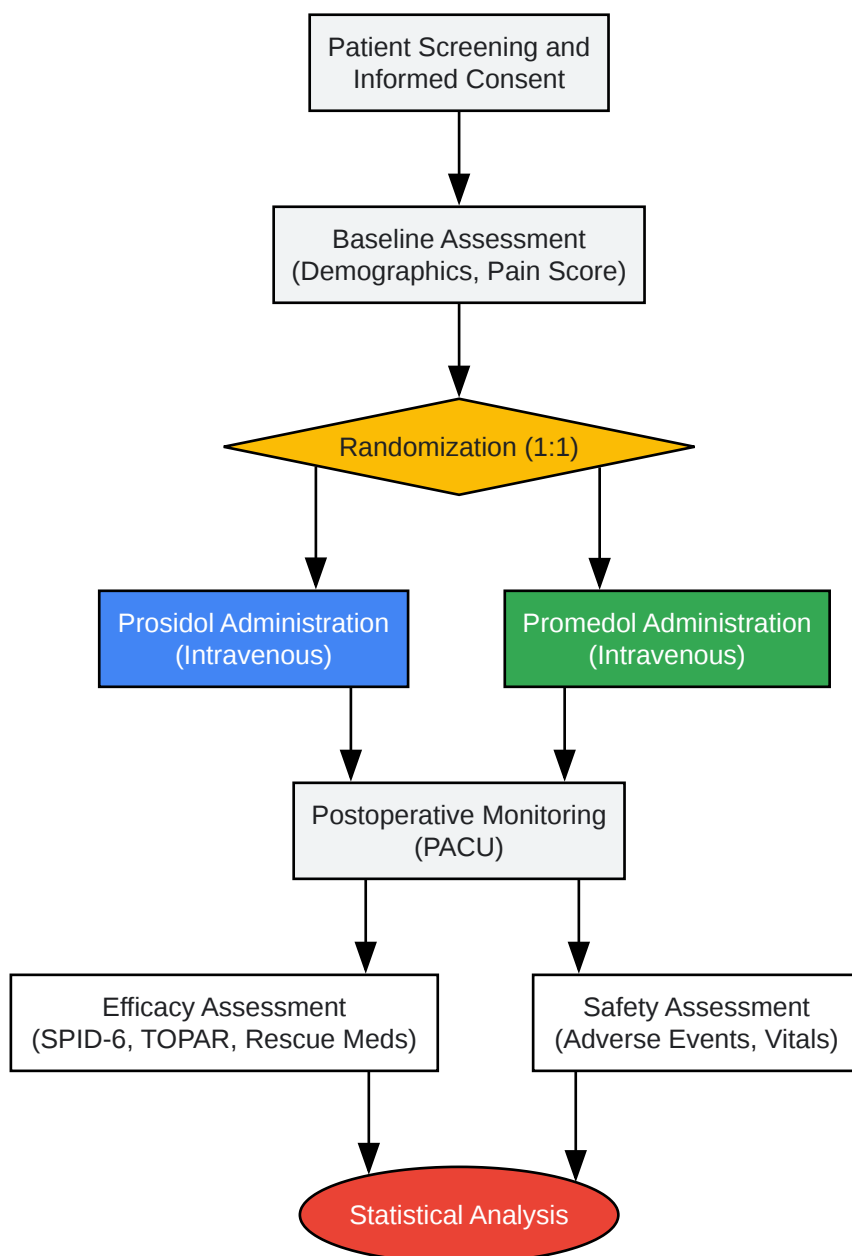 Patient Screening and
Informed Consent
Baseline Assessment
(Demographics, Pain Score)
Randomization (1:1)
Prosidol Administration
(Intravenous)
Promedol Administration
(Intravenous)
Postoperative Monitoring
(PACU)
Efficacy Assessment
(SPID-6, TOPAR, Rescue Meds)
Safety Assessment
(Adverse Events, Vitals)
Statistical Analysis